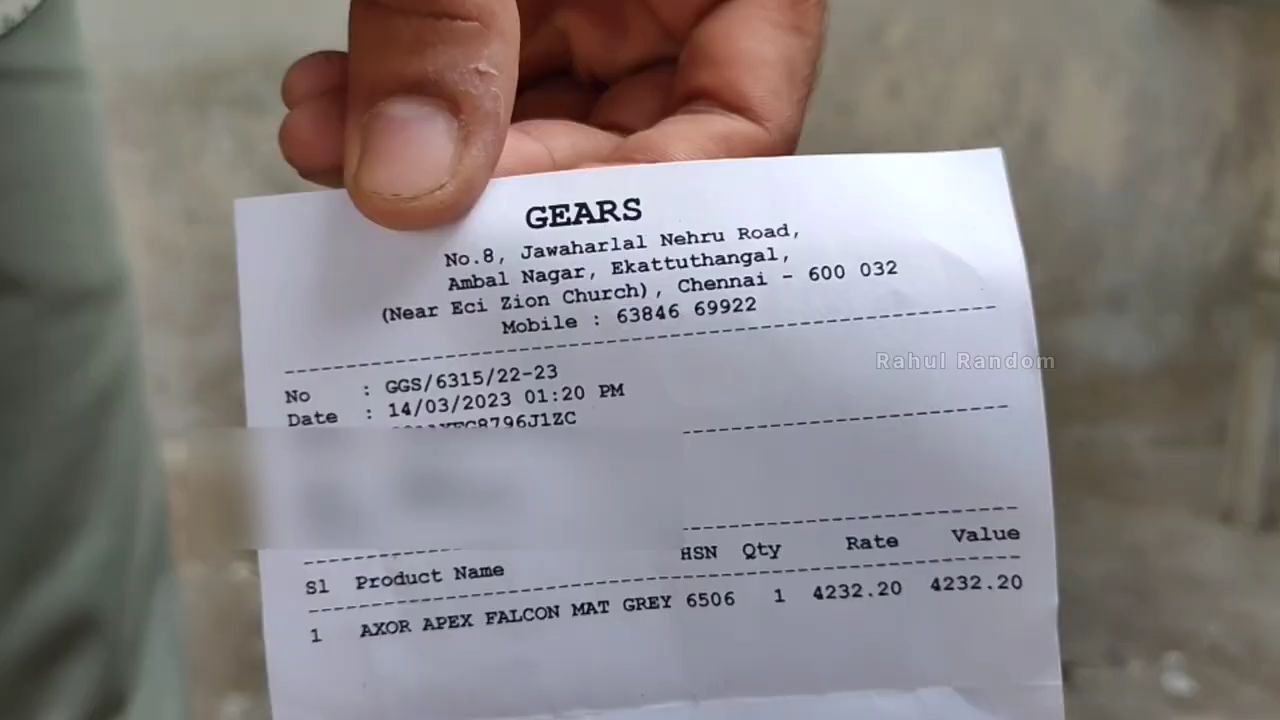 GEARS
No.8, Jawaharlal Nehru Road,
Ambal Nagar, Ekattuthangal,
(Near Eci Zion Church), Chennai - 600 032
Mobile : 63846 69922
Rahul Random
No : GGS/6315/22-23
Date : 14/03/2023 01:20 PM
Sl Product Name HSN Qty Rate Value
1 AXOR APEX FALCON MAT GREY 6506 1 4232.20 4232.20